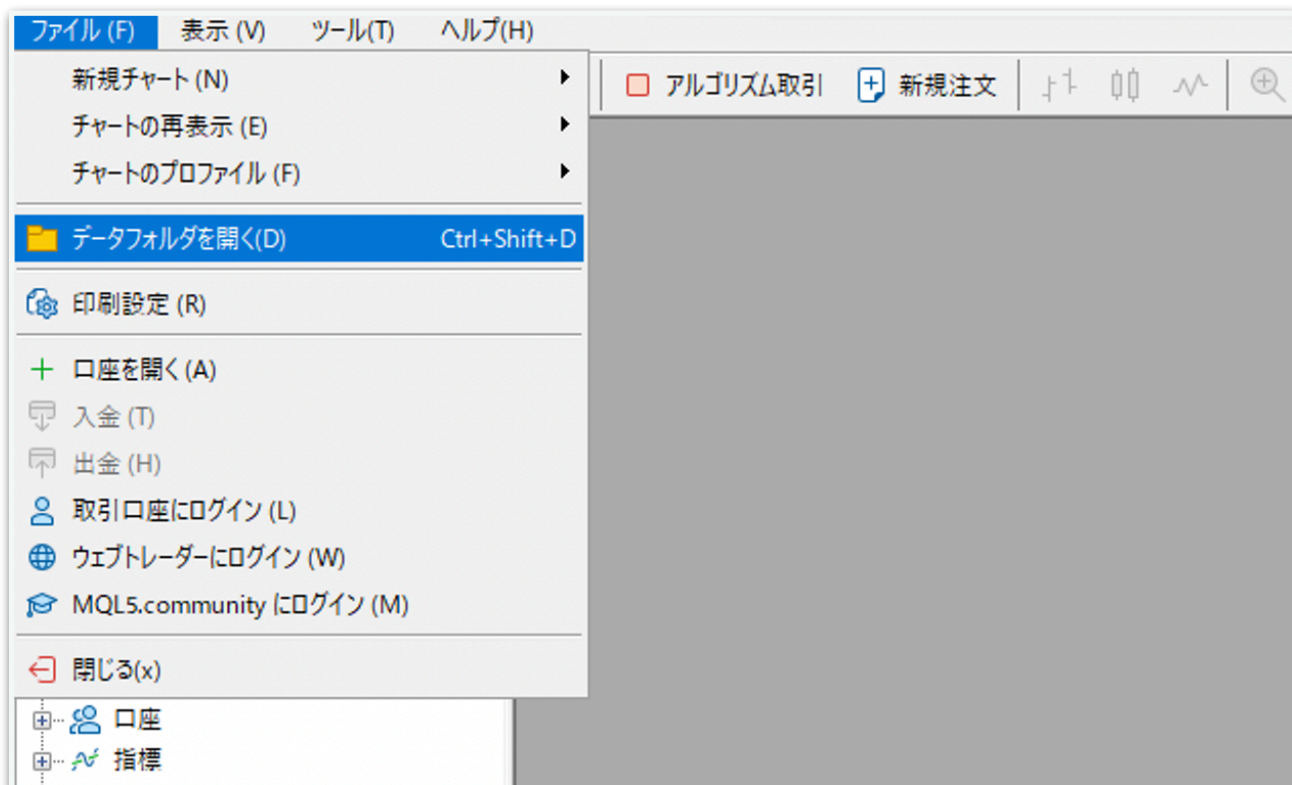 ファイル (F) 表示 (V) ツール(T) ヘルプ(H)
アルゴリズム取引 新規注文
新規チャート (N)
チャートの再表示 (E)
チャートのプロファイル (F)
データフォルダを開く(D) Ctrl+Shift+D
印刷設定 (R)
口座を開く (A)
入金 (T)
出金 (H)
取引口座にログイン (L)
ウェブトレーダーにログイン (W)
MQL5.community にログイン (M)
閉じる(x)
口座
指標